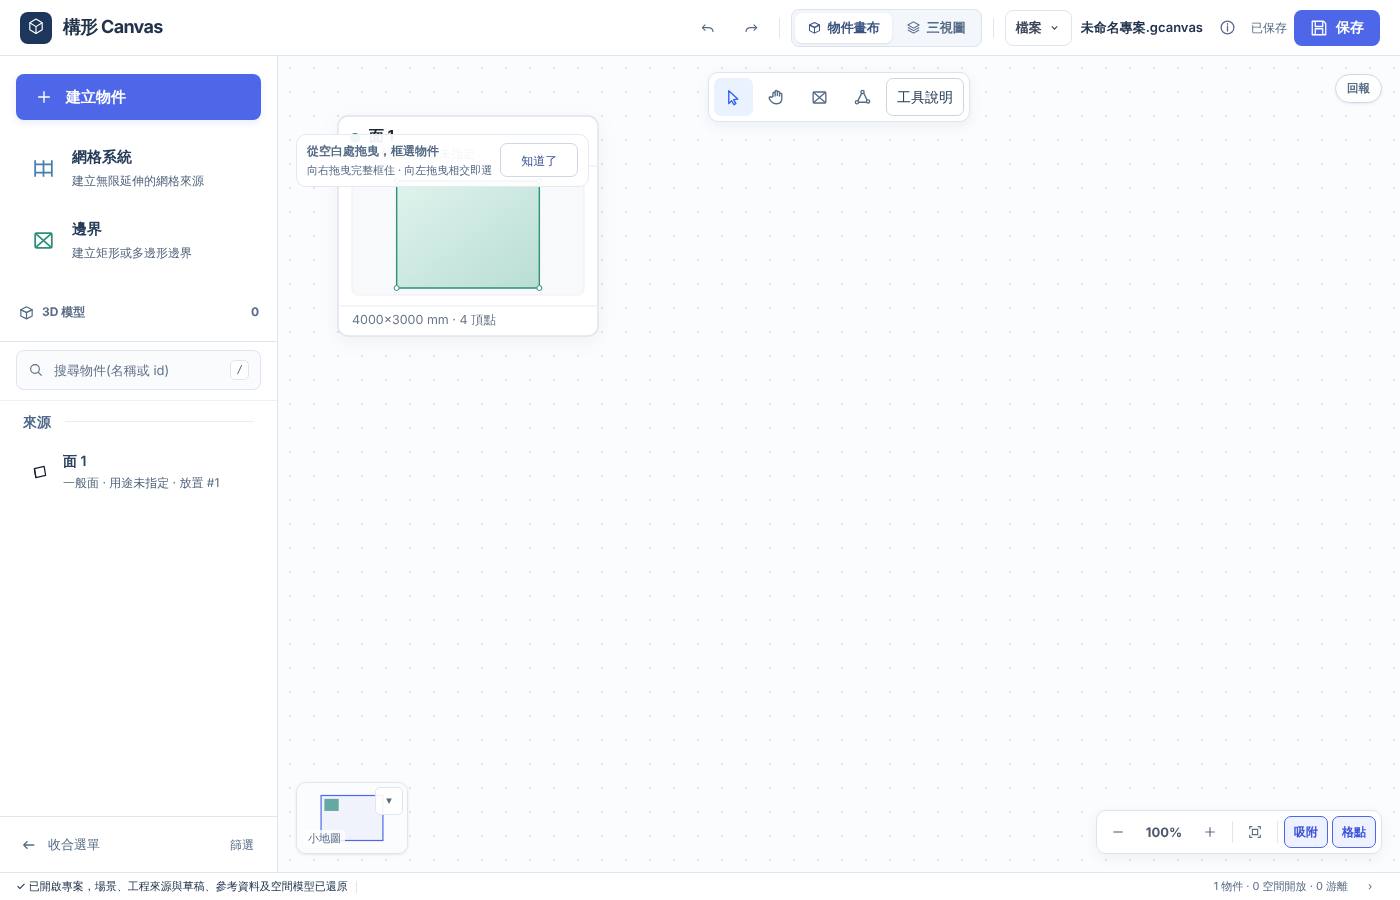 構形 Canvas
物件畫布
三視圖
檔案
未命名專案.gcanvas
已保存
保存
建立物件
網格系統
建立無限延伸的網格來源
邊界
建立矩形或多邊形邊界
3D 模型
0
搜尋物件(名稱或 id)
/
來源
面 1
一般面 · 用途未指定 · 放置 #1
收合選單
篩選
工具說明
回報
面 1
從空白處拖曳，框選物件
向右拖曳完整框住 · 向左拖曳相交即選
知道了
4000×3000 mm · 4 頂點
小地圖
100%
吸附
格點
已開啟專案，場景、工程來源與草稿、參考資料及空間模型已還原
1 物件 · 0 空間開放 · 0 游離